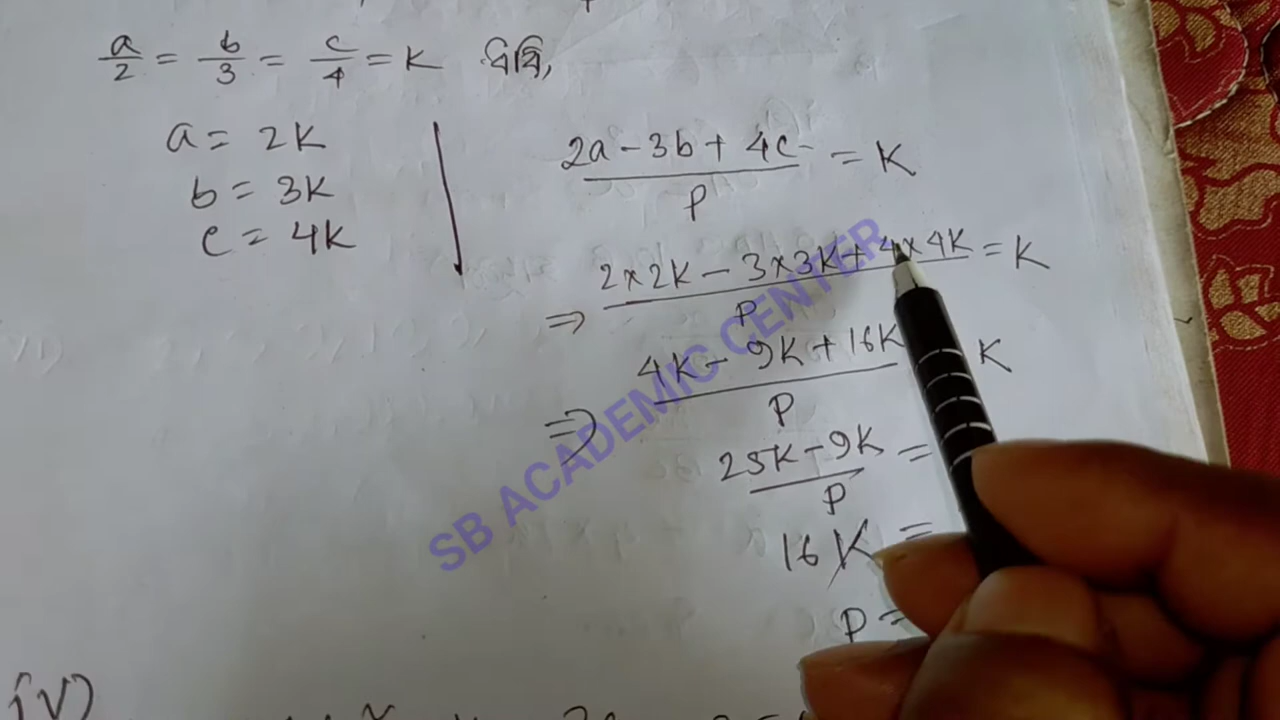 a/2 = b/3 = c/4 = K
a = 2K
b = 3K
c = 4K
(2a - 3b + 4c)/P = K
⇒ (2×2K - 3×3K + 4×4K)/P = K
⇒ (4K - 9K + 16K)/P K
(25K - 9K)/P =
16K =
P =
(V)
SB ACADEMIC CENTER